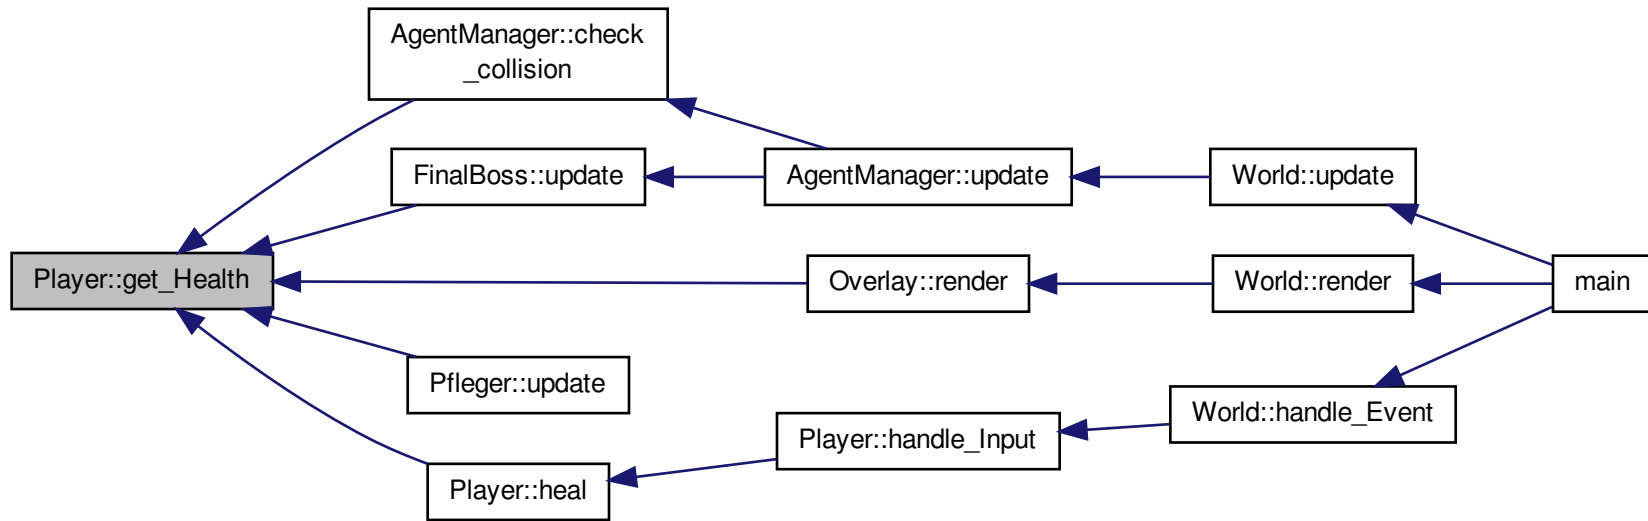 AgentManager::check
_collision
FinalBoss::update
AgentManager::update
World::update
Player::get_Health
Overlay::render
World::render
main
Pfleger::update
World::handle_Event
Player::handle_Input
Player::heal